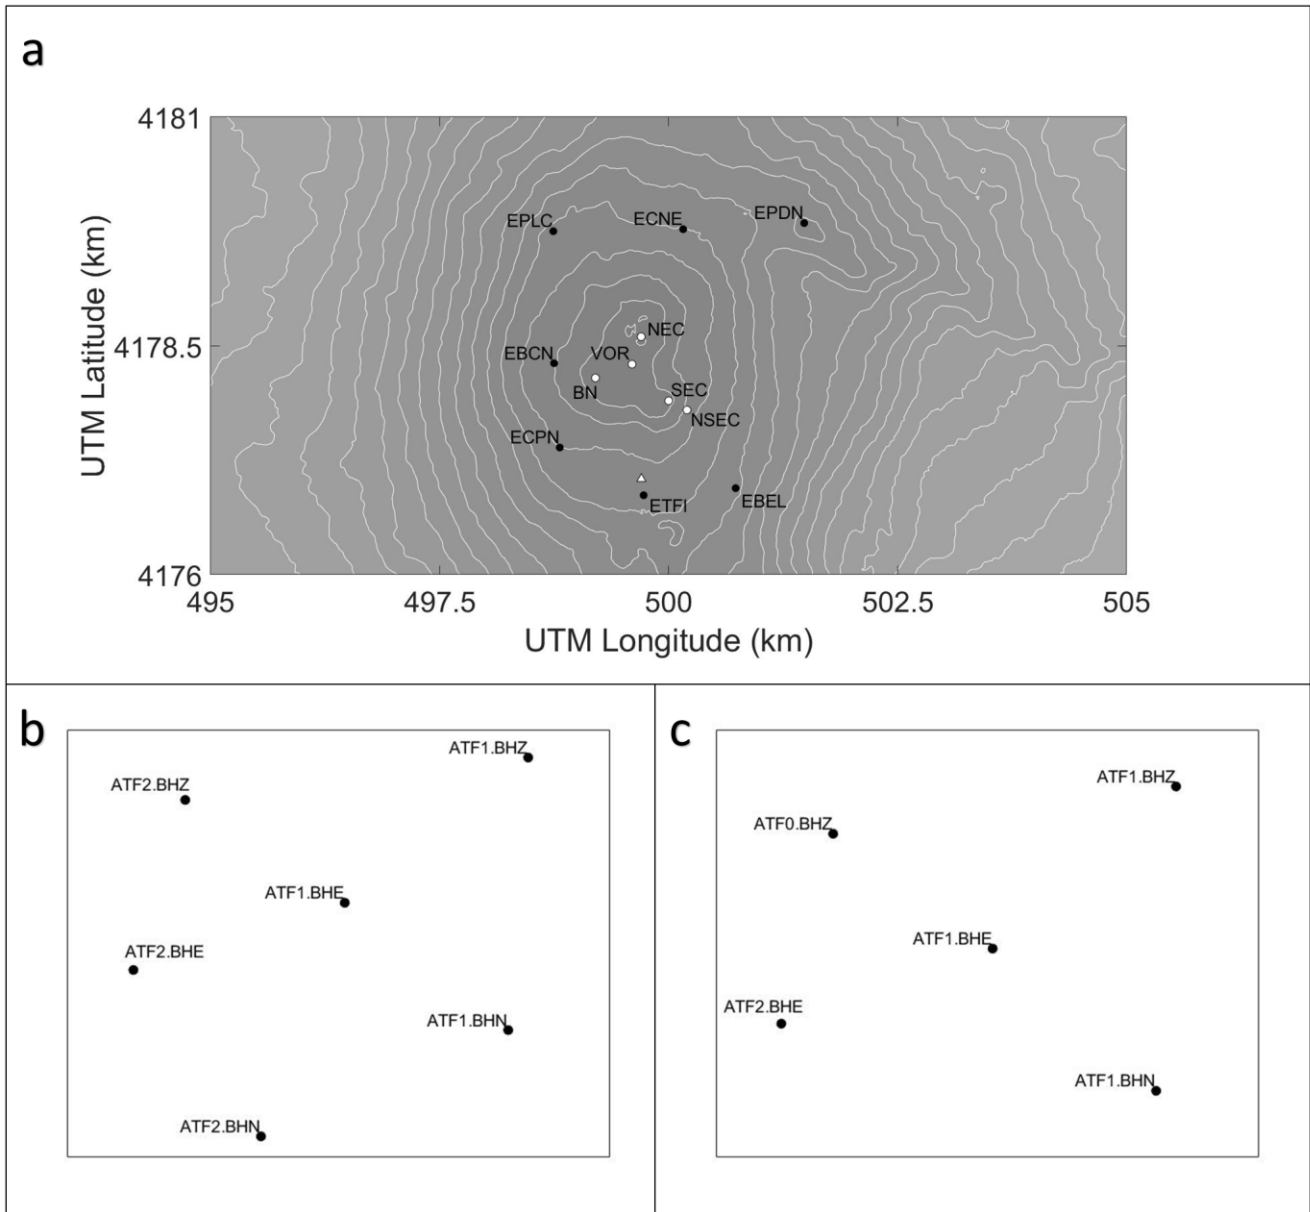 a
4181
4178.5
4176
UTM Latitude (km)
EPLC
ECNE
EPDN
NEC
EBCN
VOR
BN
SEC
NSEC
ECPN
ETFI
EBEL
495
497.5
500
502.5
505
UTM Longitude (km)
b
ATF1.BHZ
ATF2.BHZ
ATF1.BHE
ATF2.BHE
ATF1.BHN
ATF2.BHN
c
ATF1.BHZ
ATF0.BHZ
ATF1.BHE
ATF2.BHE
ATF1.BHN